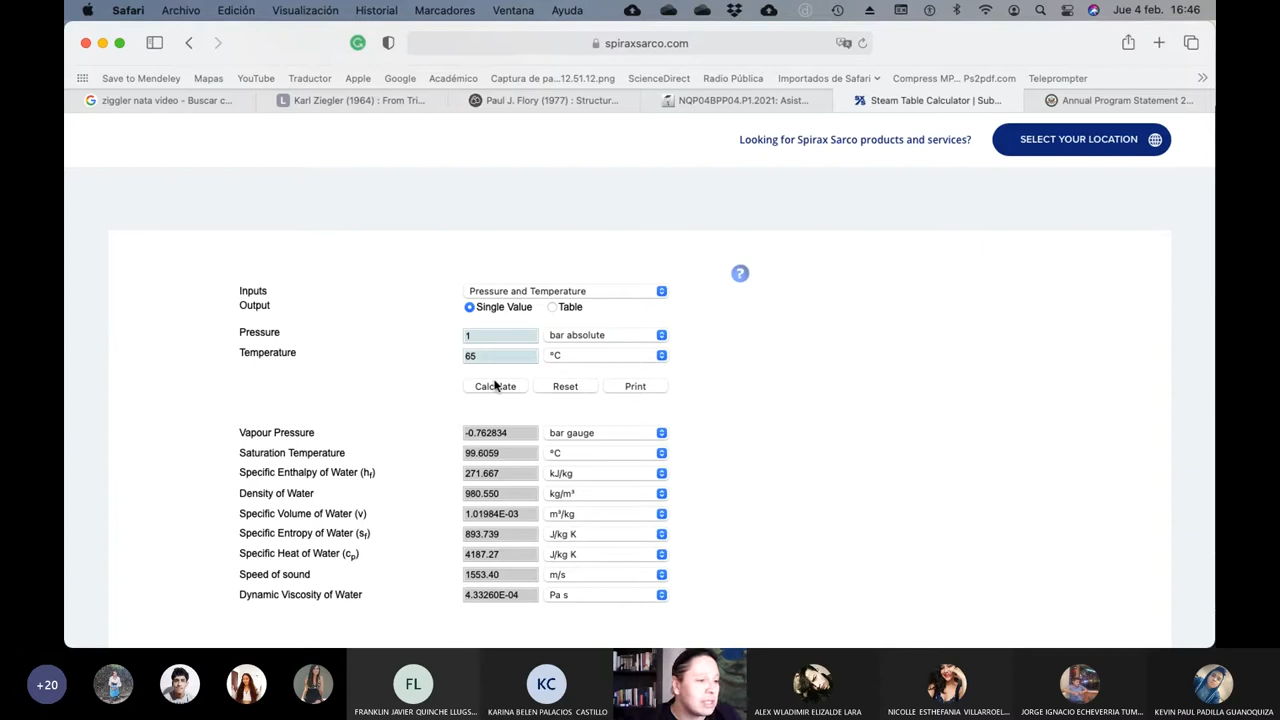 Safari Archivo Edición Visualización Historial Marcadores Ventana Ayuda Jue 4 feb. 16:46
spiraxsarco.com
Save to Mendeley Mapas YouTube Traductor Apple Google Académico Captura de pa...12.51.12.png ScienceDirect Radio Pública Importados de Safari Compress MP... Ps2pdf.com Teleprompter
ziggler nata video - Buscar c... Karl Ziegler (1964) : From Tri... Paul J. Flory (1977) : Structur... NQP04BPP04.P1.2021: Asist... Steam Table Calculator | Sub... Annual Program Statement 2...
Looking for Spirax Sarco products and services? SELECT YOUR LOCATION
?
Inputs Pressure and Temperature
Output Single Value Table
Pressure 1 bar absolute
Temperature 65 °C
Calculate Reset Print
Vapour Pressure -0.762834 bar gauge
Saturation Temperature 99.6059 °C
Specific Enthalpy of Water (hf) 271.667 kJ/kg
Density of Water 980.550 kg/m³
Specific Volume of Water (v) 1.01984E-03 m³/kg
Specific Entropy of Water (sf) 893.739 J/kg K
Specific Heat of Water (cp) 4187.27 J/kg K
Speed of sound 1553.40 m/s
Dynamic Viscosity of Water 4.33260E-04 Pa s
+20 FL KC
FRANKLIN JAVIER QUINCHE LLUGS... KARINA BELEN PALACIOS CASTILLO ALEX WLADIMIR ELIZALDE LARA NICOLLE ESTHEFANIA VILLARROEL... JORGE IGNACIO ECHEVERRIA TUM... KEVIN PAUL PADILLA GUANOQUIZA